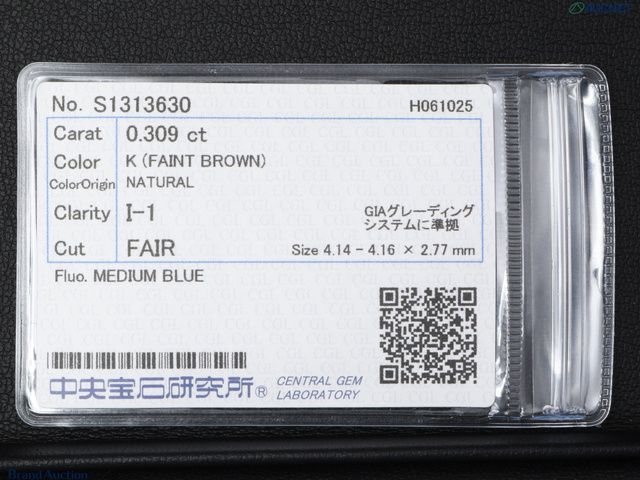 AUCNET
No. S1313630 H061025
Carat 0.309 ct
Color K (FAINT BROWN)
ColorOrigin NATURAL
Clarity I-1
GIAグレーディング
システムに準拠
Cut FAIR Size 4.14 - 4.16 × 2.77 mm
Fluo. MEDIUM BLUE
中央宝石研究所® CENTRAL GEM
LABORATORY
BrandAuction